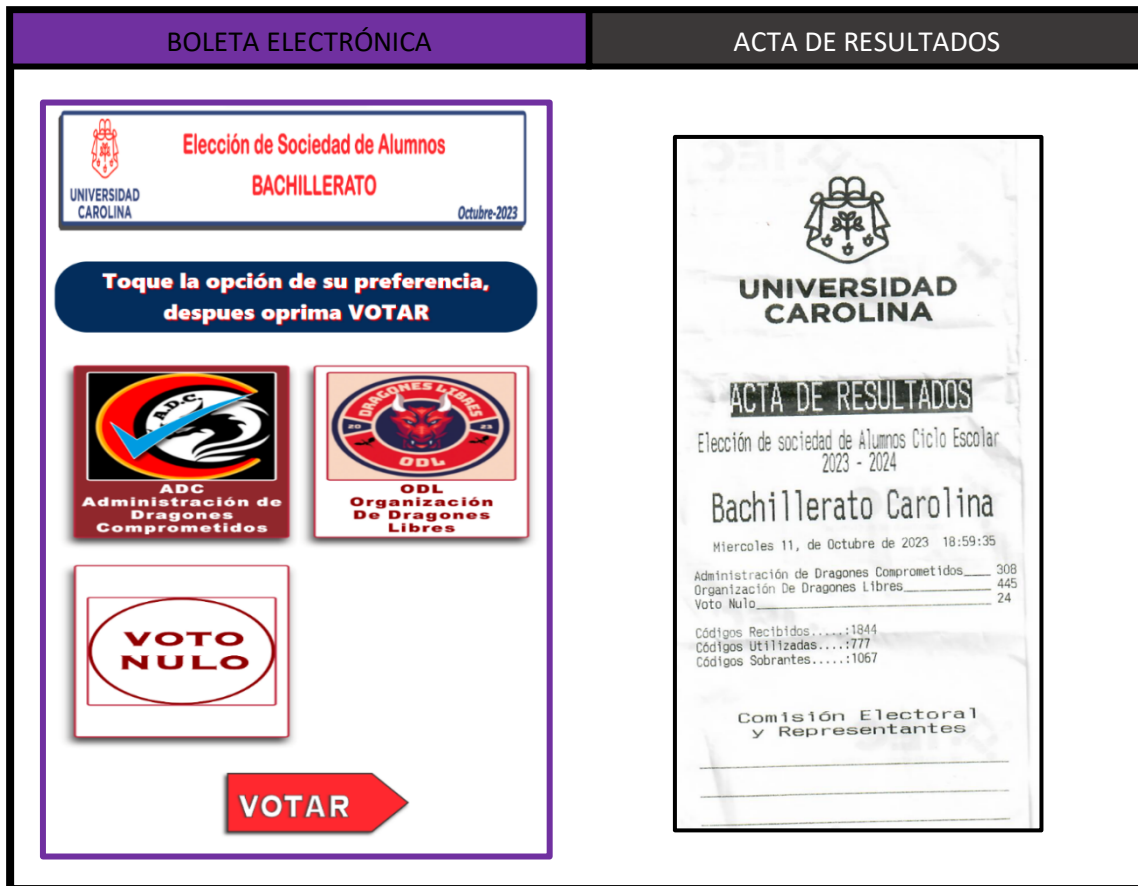 BOLETA ELECTRÓNICA
ACTA DE RESULTADOS
UNIVERSIDAD
CAROLINA
Elección de Sociedad de Alumnos
BACHILLERATO
Octubre-2023
Toque la opción de su preferencia,
despues oprima VOTAR
A.D.C.
ADC
Administración de
Dragones
Comprometidos
DRAGONES LIBRES
20 23
ODL
ODL
Organización
De Dragones
Libres
VOTO
NULO
VOTAR
UNIVERSIDAD
CAROLINA
ACTA DE RESULTADOS
Elección de sociedad de Alumnos Ciclo Escolar
2023 - 2024
Bachillerato Carolina
Miercoles 11, de Octubre de 2023 18:59:35
Administración de Dragones Comprometidos____ 308
Organización De Dragones Libres_____________ 445
Voto Nulo___________________________________ 24
Códigos Recibidos.....:1844
Códigos Utilizadas....:777
Códigos Sobrantes.....:1067
Comisión Electoral
y Representantes